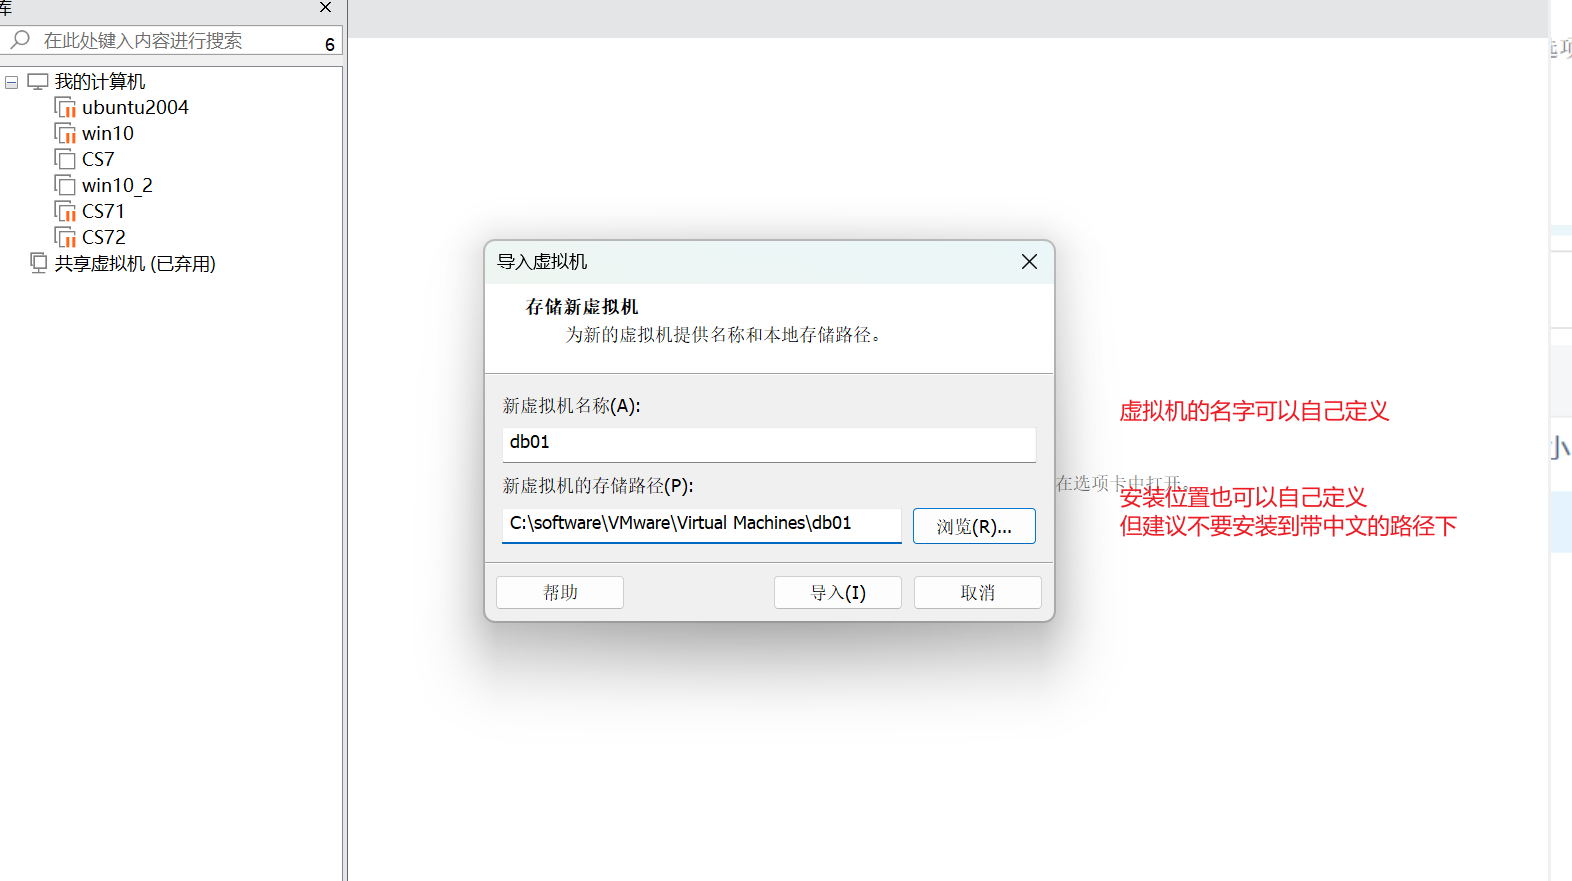 库
在此处键入内容进行搜索
6
我的计算机
ubuntu2004
win10
CS7
win10_2
CS71
CS72
共享虚拟机 (已弃用)
导入虚拟机
存储新虚拟机
为新的虚拟机提供名称和本地存储路径。
新虚拟机名称(A):
db01
新虚拟机的存储路径(P):
C:\software\VMware\Virtual Machines\db01
浏览(R)...
帮助
导入(I)
取消
虚拟机的名字可以自己定义
在选项卡中打开。
安装位置也可以自己定义
但建议不要安装到带中文的路径下
选项
小